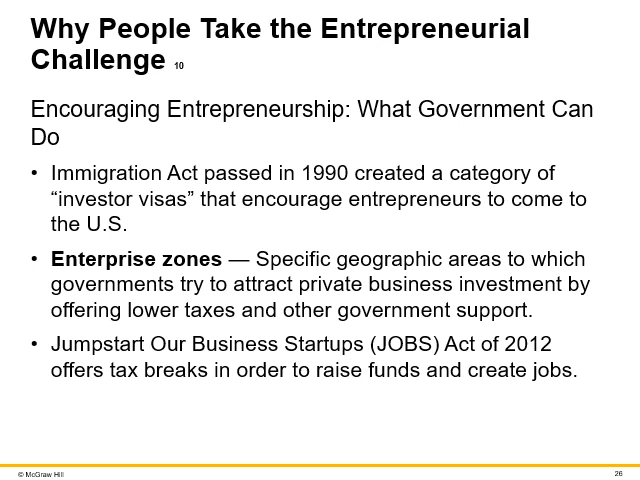 Why People Take the Entrepreneurial
Challenge 10
Encouraging Entrepreneurship: What Government Can
Do
• Immigration Act passed in 1990 created a category of
“investor visas” that encourage entrepreneurs to come to
the U.S.
• Enterprise zones — Specific geographic areas to which
governments try to attract private business investment by
offering lower taxes and other government support.
• Jumpstart Our Business Startups (JOBS) Act of 2012
offers tax breaks in order to raise funds and create jobs.
© McGraw Hill
26